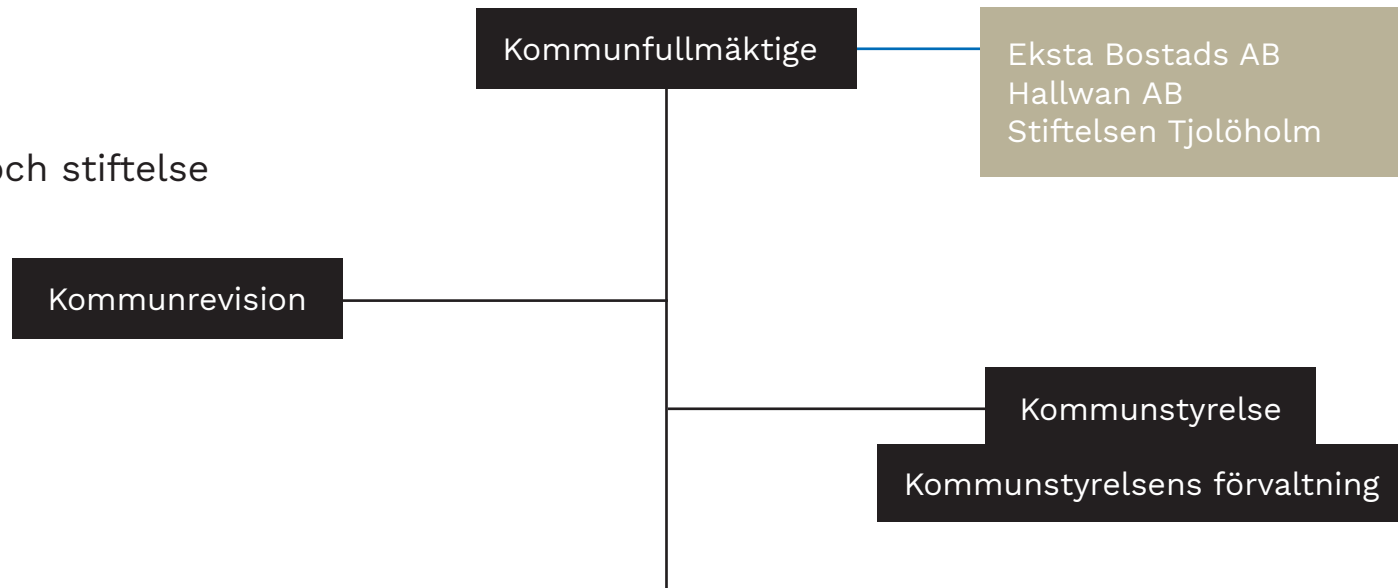 Kommunfullmäktige
Eksta Bostads AB
Hallwan AB
Stiftelsen Tjolöholm
och stiftelse
Kommunrevision
Kommunstyrelse
Kommunstyrelsens förvaltning